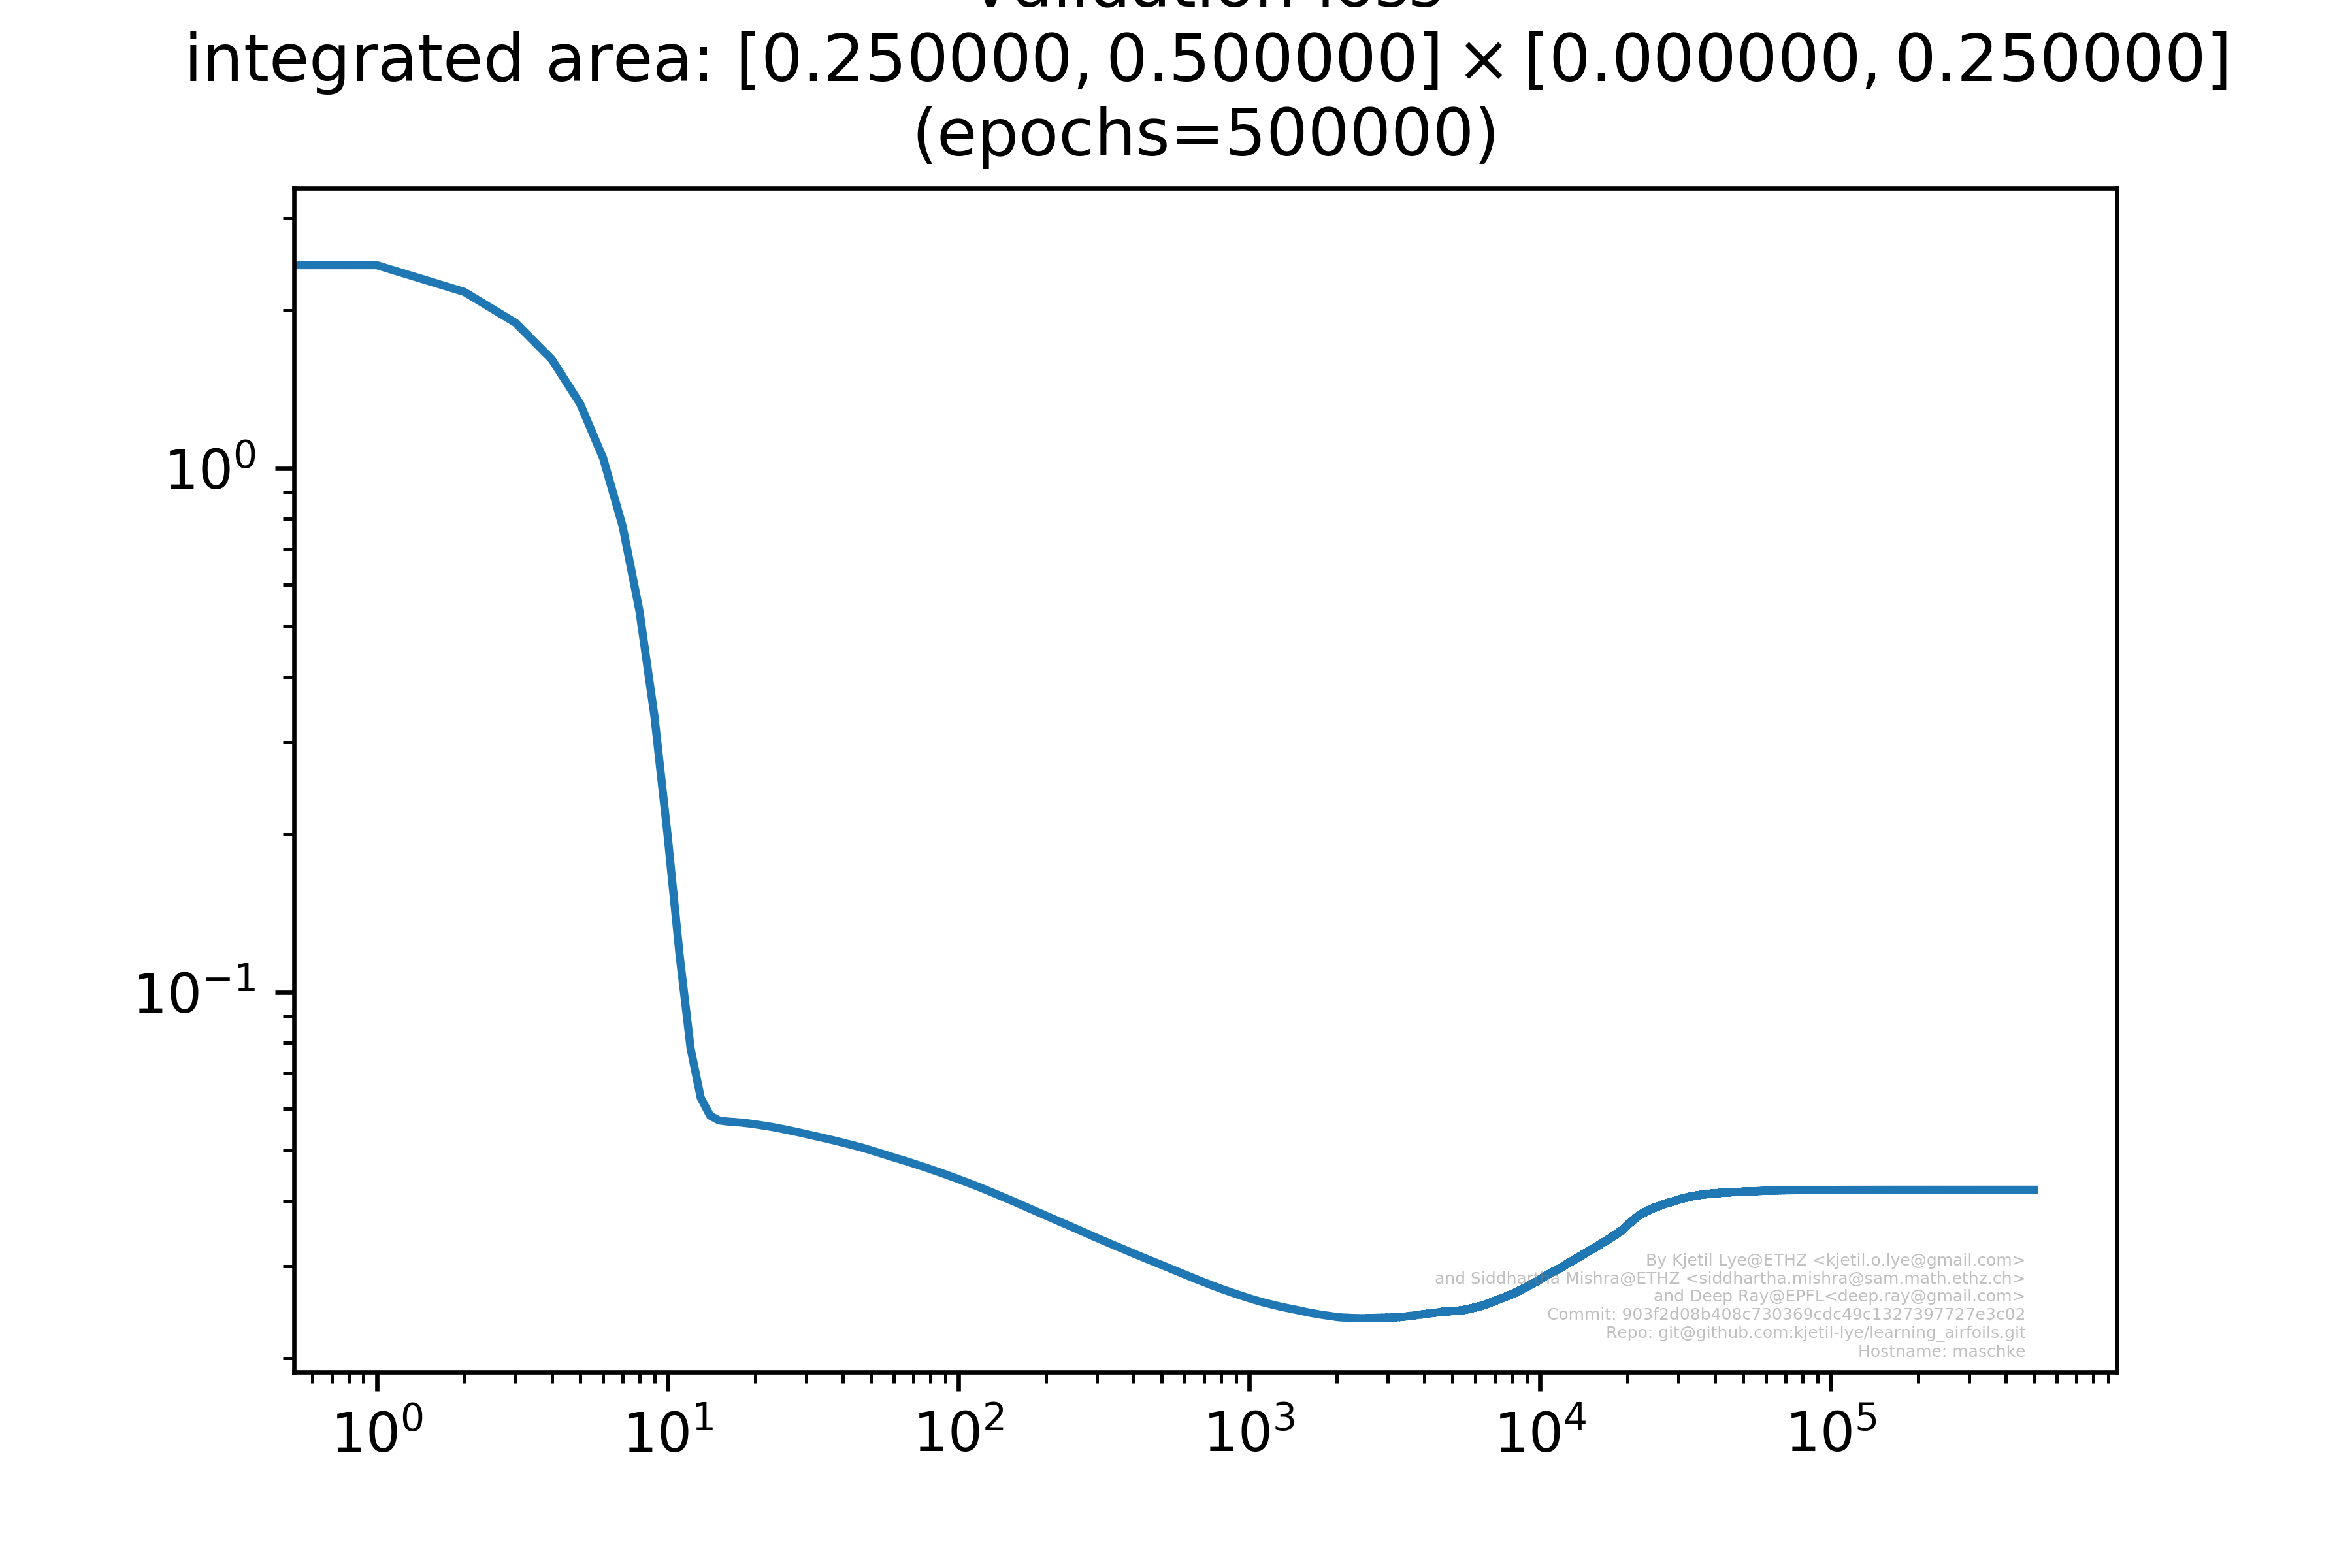 validation loss
integrated area: [0.250000, 0.500000] × [0.000000, 0.250000]
(epochs=500000)
10⁰
10⁻¹
10⁰ 10¹ 10² 10³ 10⁴ 10⁵
By Kjetil Lye@ETHZ <kjetil.o.lye@gmail.com>
and Siddhartha Mishra@ETHZ <siddhartha.mishra@sam.math.ethz.ch>
and Deep Ray@EPFL<deep.ray@gmail.com>
Commit: 903f2d08b408c730369cdc49c1327397727e3c02
Repo: git@github.com:kjetil-lye/learning_airfoils.git
Hostname: maschke